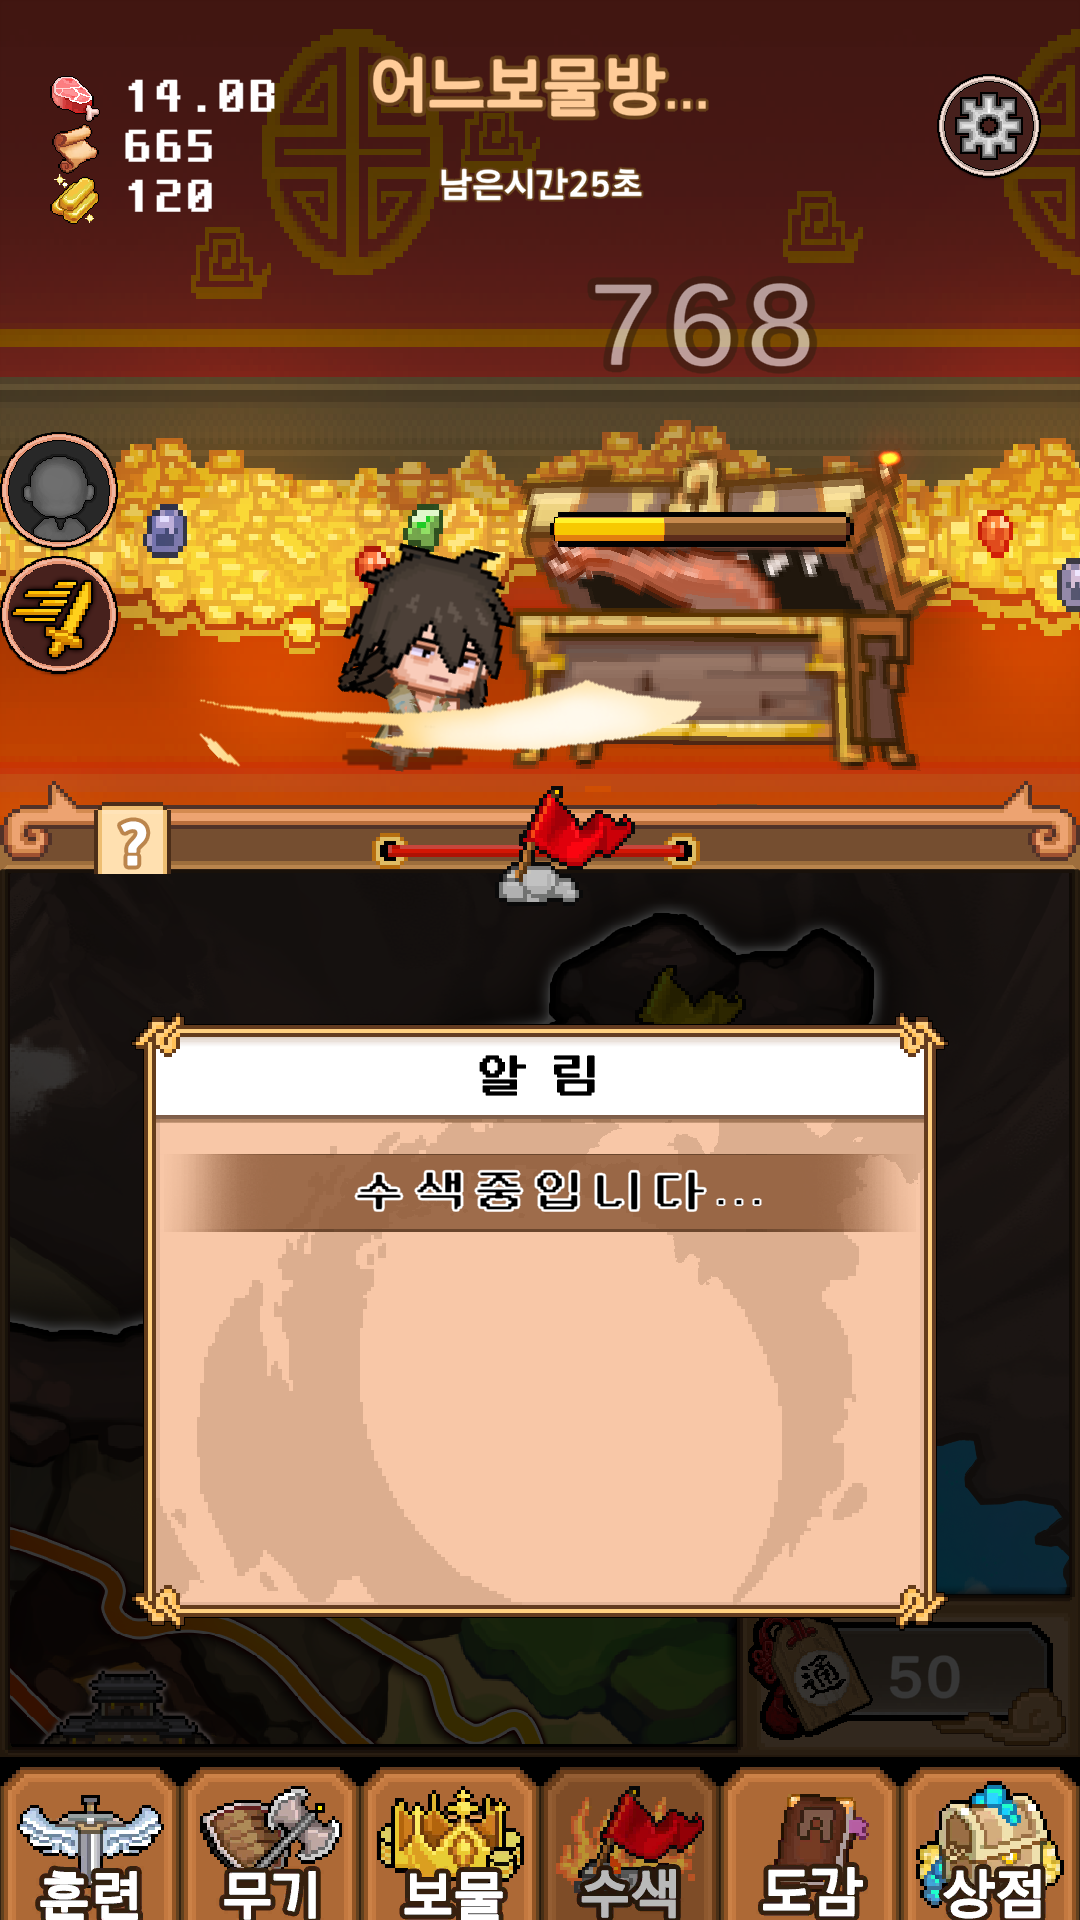 14.0B
665
120
어느보물방...
남은시간25초
768
?
알 림
수색중입니다...
通
50
훈련
무기
보물
수색
도감
상점